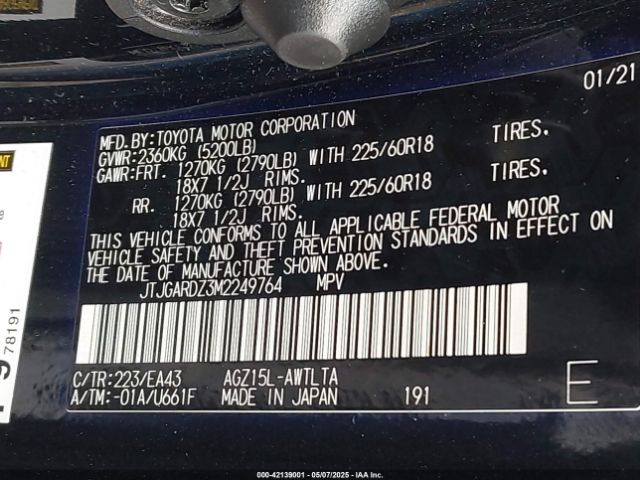 01/21
MFD. BY:TOYOTA MOTOR CORPORATION
GVWR:2360KG (5200LB)
GAWR:FRT. 1270KG (2790LB) WITH 225/60R18 TIRES.
18X7 1/2J RIMS.
RR. 1270KG (2790LB) WITH 225/60R18 TIRES.
18X7 1/2J RIMS.
THIS VEHICLE CONFORMS TO ALL APPLICABLE FEDERAL MOTOR
VEHICLE SAFETY AND THEFT PREVENTION STANDARDS IN EFFECT ON
THE DATE OF MANUFACTURE SHOWN ABOVE.
JTJGARDZ3M2249764 MPV
C/TR:223/EA43 AGZ15L-AWTLTA
A/TM:-01A/U661F MADE IN JAPAN 191 E
78191
000-42139001 - 05/07/2025 - IAA Inc.